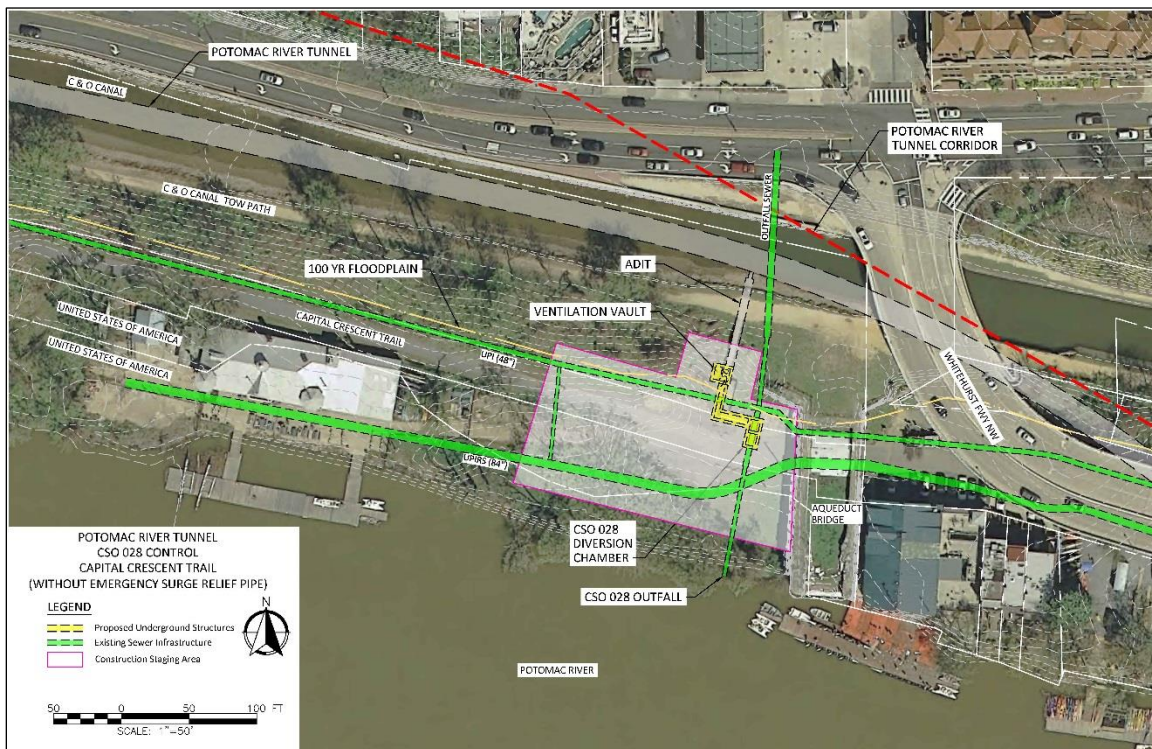 POTOMAC RIVER TUNNEL
C & O CANAL
POTOMAC RIVER
TUNNEL CORRIDOR
OUTFALL SEWER
C & O CANAL TOW PATH
ADIT
100 YR FLOODPLAIN
VENTILATION VAULT
UNITED STATES OF AMERICA
CAPITAL CRESCENT TRAIL
UNITED STATES OF AMERICA
UPI (48")
WHITEHURST FWY NW
UPIRS (84")
AQUEDUCT
BRIDGE
CSO 028
DIVERSION
CHAMBER
CSO 028 OUTFALL
POTOMAC RIVER
POTOMAC RIVER TUNNEL
CSO 028 CONTROL
CAPITAL CRESCENT TRAIL
(WITHOUT EMERGENCY SURGE RELIEF PIPE)
LEGEND
N
Proposed Underground Structures
Existing Sewer Infrastructure
Construction Staging Area
50 0 50 100 FT
SCALE: 1"=50'